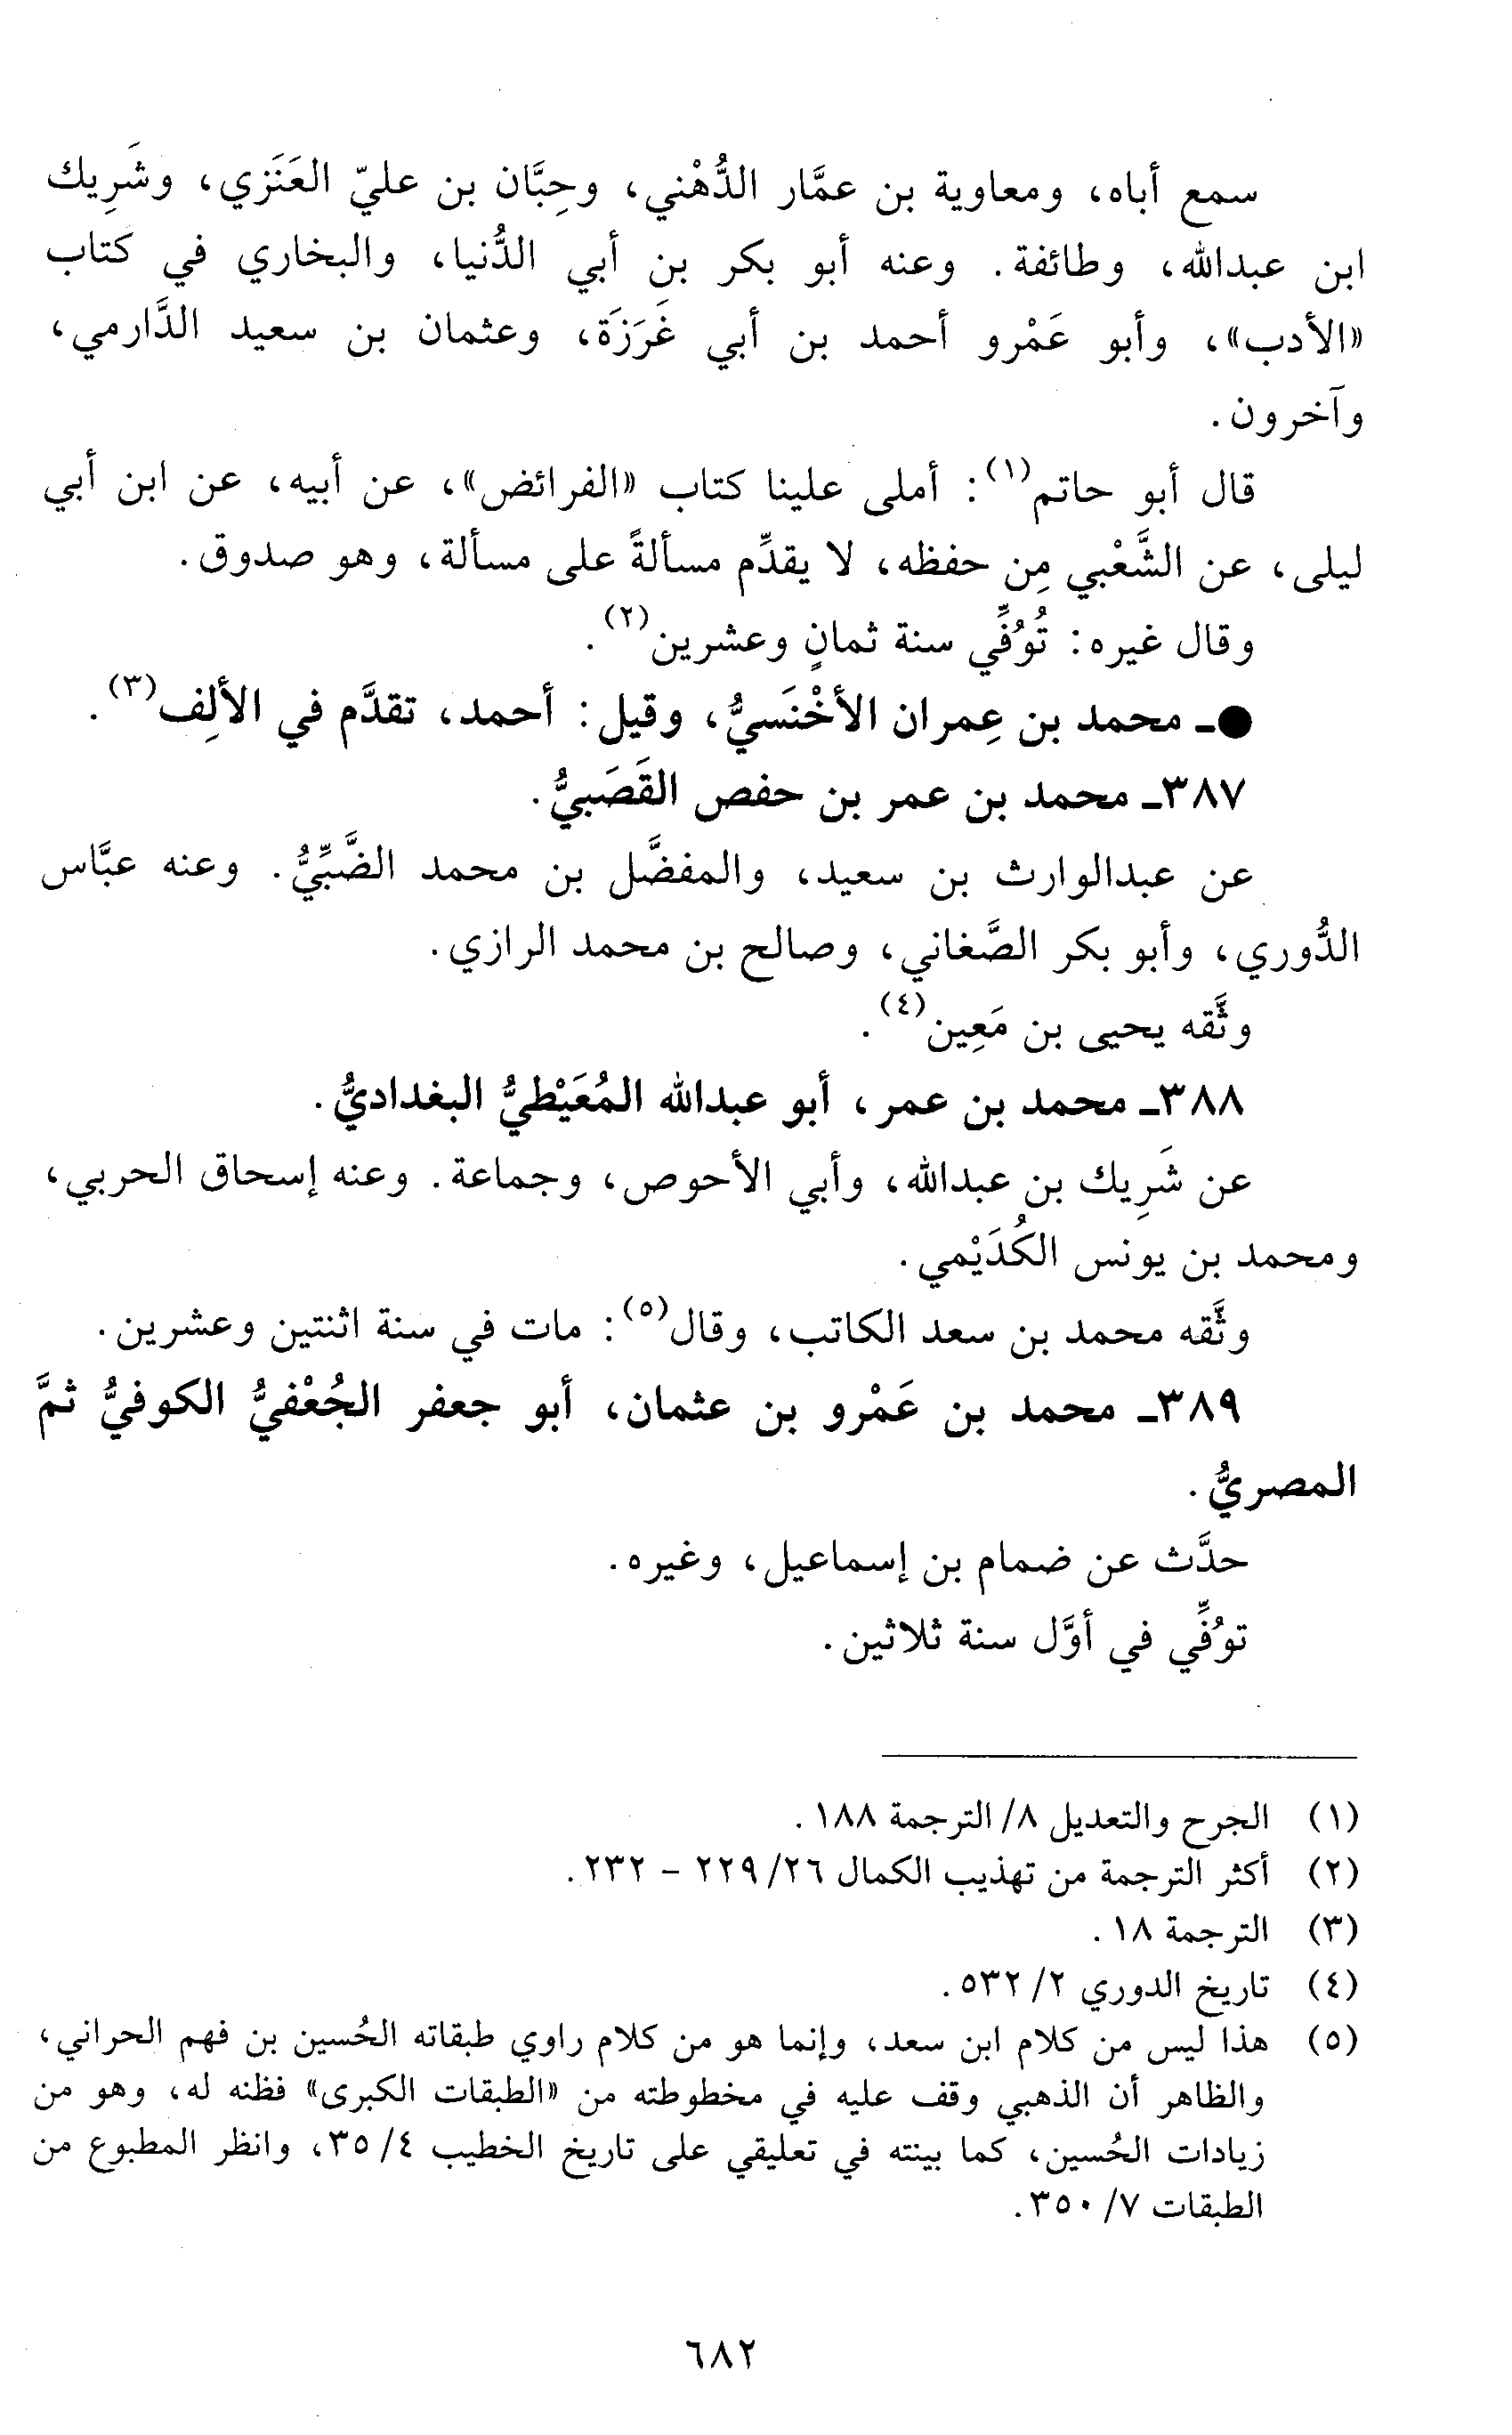 سمع أباه، ومعاوية بن عمَّار الدُّهْني، وحِبَّان بن عليّ العَنَزي، وشَرِيك
ابن عبدالله، وطائفة. وعنه أبو بكر بن أبي الدُّنيا، والبخاري في كتاب
«الأدب»، وأبو عَمْرو أحمد بن أبي غَرَزَة، وعثمان بن سعيد الدَّارمي،
وآخرون.
قال أبو حاتم(١): أملى علينا كتاب «الفرائض»، عن أبيه، عن ابن أبي
ليلى، عن الشَّعْبي مِن حفظه، لا يقدِّم مسألةً على مسألة، وهو صدوق.
وقال غيره: تُوُفِّي سنة ثمانٍ وعشرين(٢).
●ـ محمد بن عِمران الأخْنَسيُّ، وقيل: أحمد، تقدَّم في الألِف(٣).
٣٨٧ـ محمد بن عمر بن حفص القَصَبيُّ.
عن عبدالوارث بن سعيد، والمفضَّل بن محمد الضَّبِّيُّ. وعنه عبَّاس
الدُّوري، وأبو بكر الصَّغاني، وصالح بن محمد الرازي.
وثَّقه يحيى بن مَعِين(٤).
٣٨٨ـ محمد بن عمر، أبو عبدالله المُعَيْطيُّ البغداديُّ.
عن شَرِيك بن عبدالله، وأبي الأحوص، وجماعة. وعنه إسحاق الحربي،
ومحمد بن يونس الكُدَيْمي.
وثَّقه محمد بن سعد الكاتب، وقال(٥): مات في سنة اثنتين وعشرين.
٣٨٩ـ محمد بن عَمْرو بن عثمان، أبو جعفر الجُعْفيُّ الكوفيُّ ثمَّ
المصريُّ.
حدَّث عن ضمام بن إسماعيل، وغيره.
توُفِّي في أوَّل سنة ثلاثين.
(١) الجرح والتعديل ٨/ الترجمة ١٨٨.
(٢) أكثر الترجمة من تهذيب الكمال ٢٦/ ٢٢٩ - ٢٣٢.
(٣) الترجمة ١٨.
(٤) تاريخ الدوري ٢/ ٥٣٢.
(٥) هذا ليس من كلام ابن سعد، وإنما هو من كلام راوي طبقاته الحُسين بن فهم الحراني،
والظاهر أن الذهبي وقف عليه في مخطوطته من «الطبقات الكبرى» فظنه له، وهو من
زيادات الحُسين، كما بينته في تعليقي على تاريخ الخطيب ٤/ ٣٥، وانظر المطبوع من
الطبقات ٧/ ٣٥٠.
٦٨٢